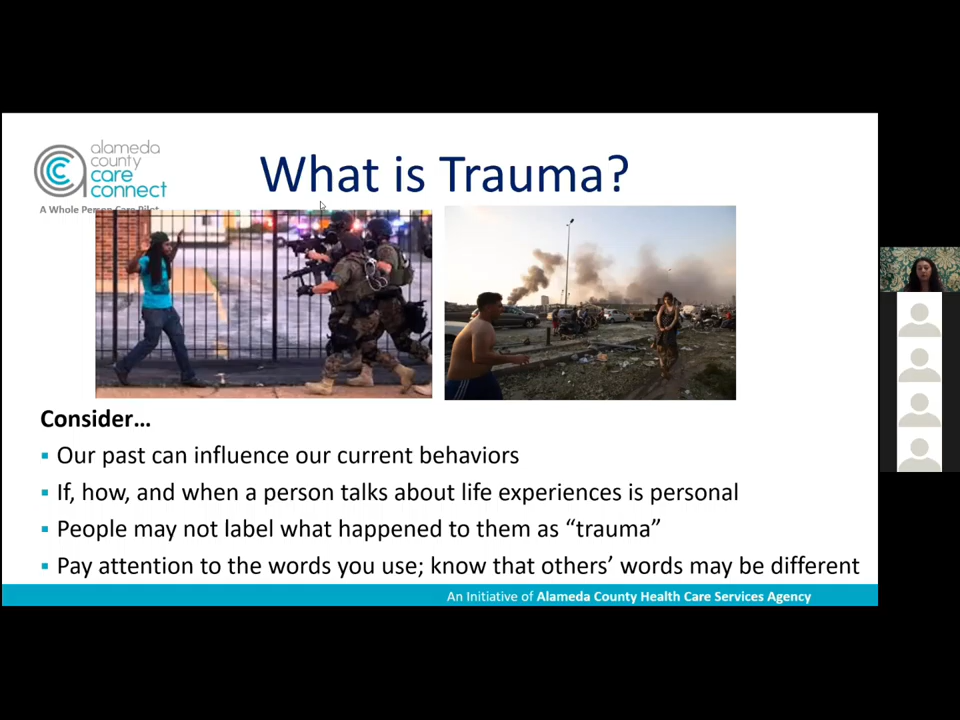 alameda
county
care
connect
A Whole Person Care Pilot
What is Trauma?
Consider…
Our past can influence our current behaviors
If, how, and when a person talks about life experiences is personal
People may not label what happened to them as “trauma”
Pay attention to the words you use; know that others’ words may be different
An Initiative of Alameda County Health Care Services Agency